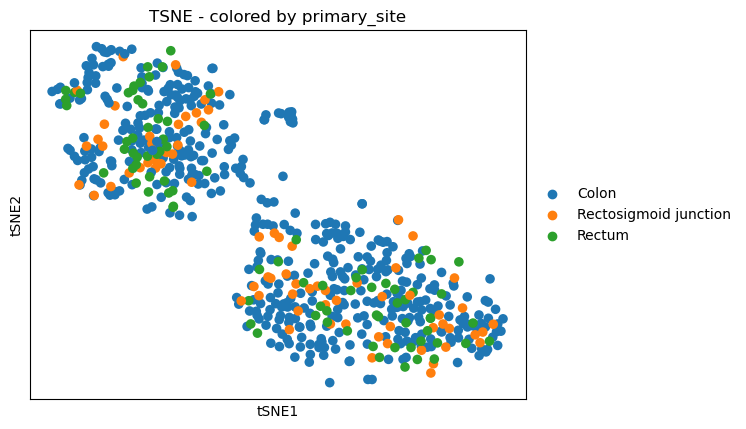 TSNE - colored by primary_site
tSNE2
Colon
Rectosigmoid junction
Rectum
tSNE1